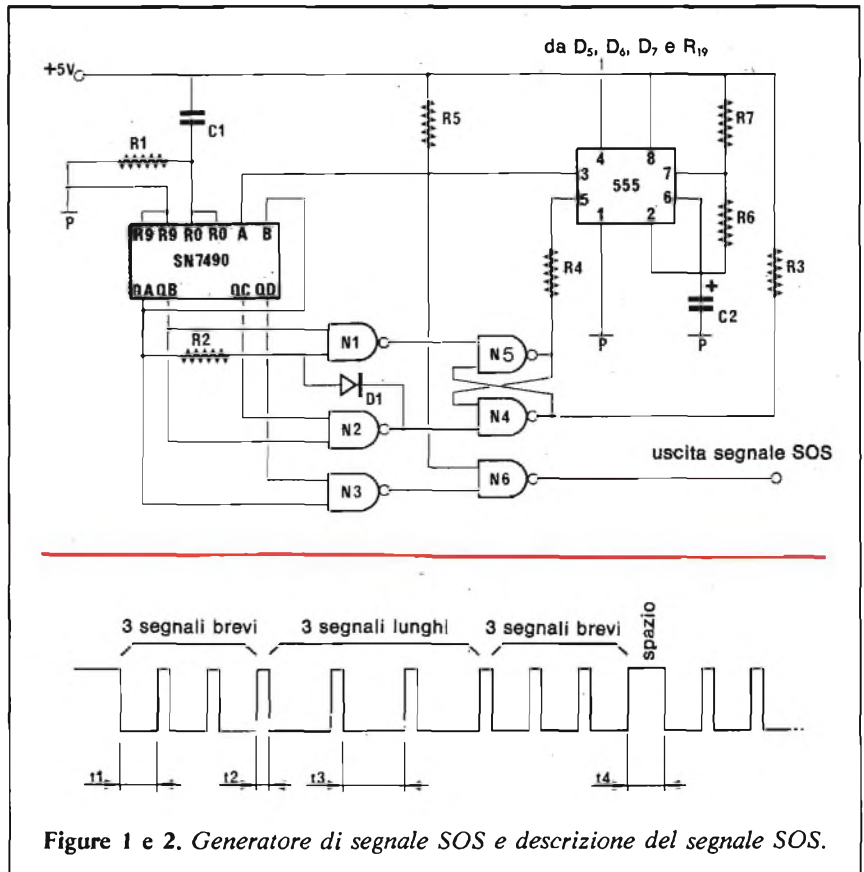 da D₅, D₆, D₇ e R₁₉
+5V
C1
R1
R5
R7
4 8
3 7
555
5 6
1 2
P
R9 R9 R0 R0 A B
SN7490
QA QB QC QD
R4
R6
R3
C2
+
P
P
R2
N1
N5
D1
N2
N4
uscita segnale SOS
N3
N6
3 segnali brevi
3 segnali lunghi
3 segnali brevi
spazio
t1
t2
t3
t4
Figure 1 e 2. Generatore di segnale SOS e descrizione del segnale SOS.